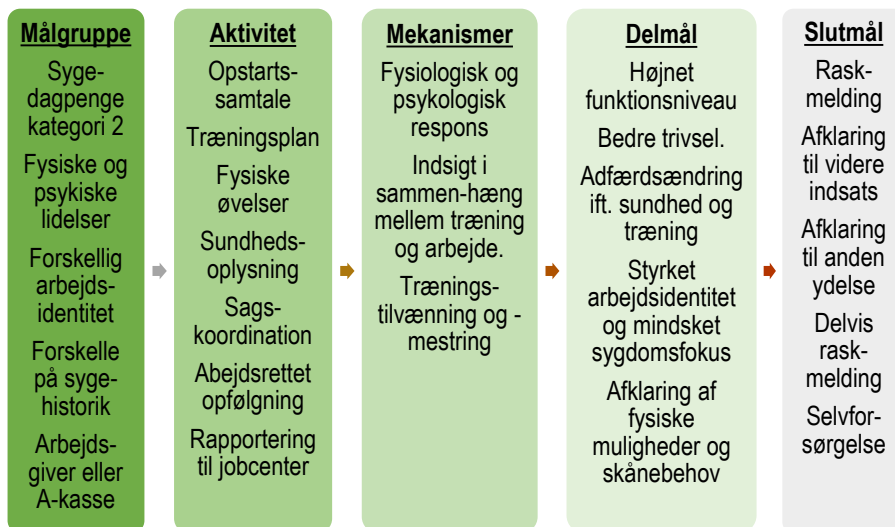 Målgruppe
Syge-
dagpenge
kategori 2
Fysiske og
psykiske
lidelser
Forskellig
arbejds-
identitet
Forskelle
på syge-
historik
Arbejds-
giver eller
A-kasse
Aktivitet
Opstarts-
samtale
Træningsplan
Fysiske
øvelser
Sundheds-
oplysning
Sags-
koordination
Abejdsrettet
opfølgning
Rapportering
til jobcenter
Mekanismer
Fysiologisk og
psykologisk
respons
Indsigt i
sammen-hæng
mellem træning
og arbejde.
Trænings-
tilvænning og -
mestring
Delmål
Højnet
funktionsniveau
Bedre trivsel.
Adfærdsændring
ift. sundhed og
træning
Styrket
arbejdsidentitet
og mindsket
sygdomsfokus
Afklaring af
fysiske
muligheder og
skånebehov
Slutmål
Rask-
melding
Afklaring
til videre
indsats
Afklaring
til anden
ydelse
Delvis
rask-
melding
Selvfor-
sørgelse